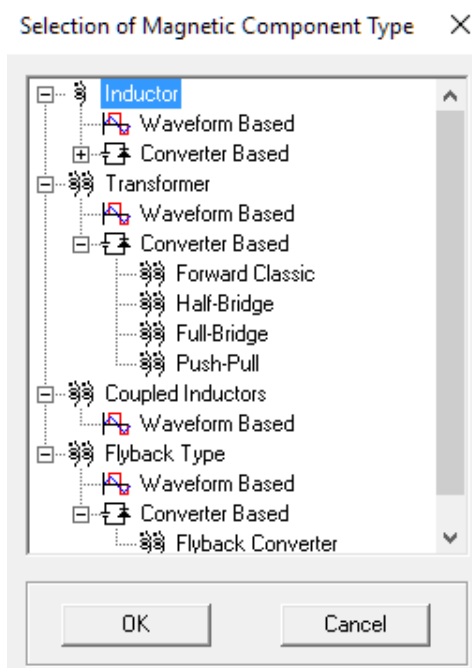 Selection of Magnetic Component Type
Inductor
Waveform Based
Converter Based
Transformer
Waveform Based
Converter Based
Forward Classic
Half-Bridge
Full-Bridge
Push-Pull
Coupled Inductors
Waveform Based
Flyback Type
Waveform Based
Converter Based
Flyback Converter
OK Cancel